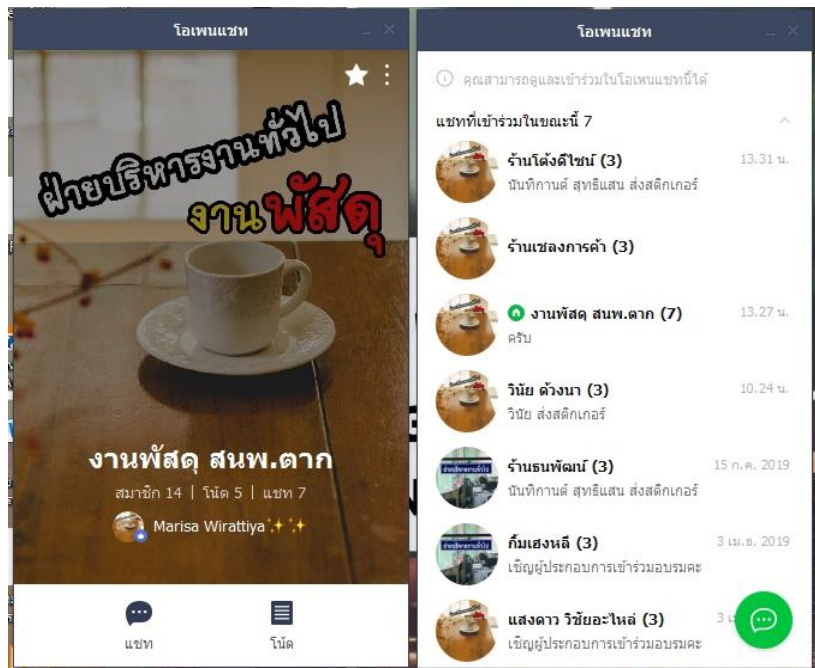 โอเพนแชท
ฝ่ายบริหารงานทั่วไป
งานพัสดุ
งานพัสดุ สนพ.ตาก
สมาชิก 14 | โน้ต 5 | แชท 7
Marisa Wirattiya✨✨
แชท
โน้ต
โอเพนแชท
คุณสามารถดูและเข้าร่วมในโอเพนแชทนี้ได้
แชทที่เข้าร่วมในขณะนี้ 7
ร้านโด้งดีไซน์ (3) 13.31 น.
นันทิกานต์ สุทธิแสน ส่งสติกเกอร์
ร้านเชลงการค้า (3)
งานพัสดุ สนพ.ตาก (7) 13.27 น.
ครับ
วินัย ด้วงนา (3) 10.24 น.
วินัย ส่งสติกเกอร์
ร้านธนพัฒน์ (3) 15 ก.ค. 2019
นันทิกานต์ สุทธิแสน ส่งสติกเกอร์
กิ้มเฮงหลี (3) 3 เม.ย. 2019
เชิญผู้ประกอบการเข้าร่วมอบรมคะ
แสงดาว วิชัยอะไหล่ (3) 3
เชิญผู้ประกอบการเข้าร่วมอบรมคะ